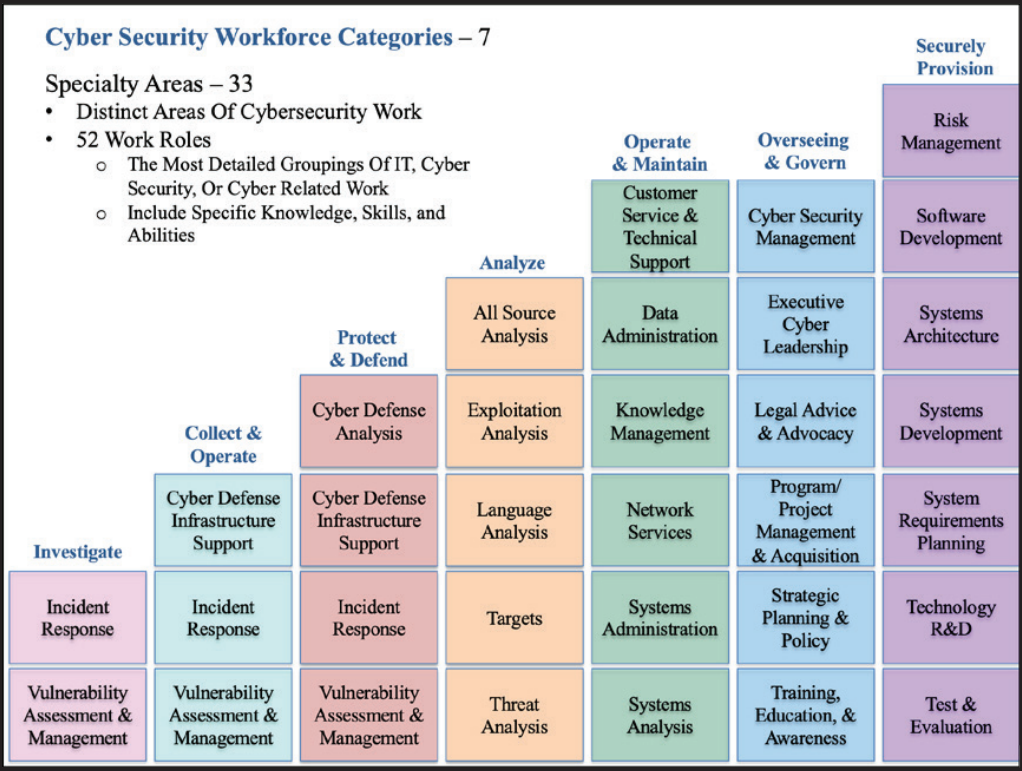 Cyber Security Workforce Categories – 7
Specialty Areas – 33
• Distinct Areas Of Cybersecurity Work
• 52 Work Roles
o The Most Detailed Groupings Of IT, Cyber
Security, Or Cyber Related Work
o Include Specific Knowledge, Skills, and
Abilities
Investigate
Incident
Response
Vulnerability
Assessment &
Management
Collect &
Operate
Cyber Defense
Infrastructure
Support
Incident
Response
Vulnerability
Assessment &
Management
Protect
& Defend
Cyber Defense
Analysis
Cyber Defense
Infrastructure
Support
Incident
Response
Vulnerability
Assessment &
Management
Analyze
All Source
Analysis
Exploitation
Analysis
Language
Analysis
Targets
Threat
Analysis
Operate
& Maintain
Customer
Service &
Technical
Support
Data
Administration
Knowledge
Management
Network
Services
Systems
Administration
Systems
Analysis
Overseeing
& Govern
Cyber Security
Management
Executive
Cyber
Leadership
Legal Advice
& Advocacy
Program/
Project
Management
& Acquisition
Strategic
Planning &
Policy
Training,
Education, &
Awareness
Securely
Provision
Risk
Management
Software
Development
Systems
Architecture
Systems
Development
System
Requirements
Planning
Technology
R&D
Test &
Evaluation